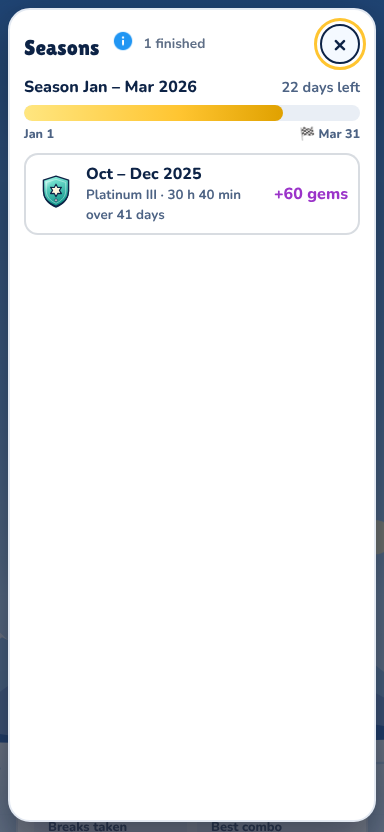 Seasons
1 finished
Season Jan – Mar 2026
22 days left
Jan 1
Mar 31
Oct – Dec 2025
Platinum III · 30 h 40 min
over 41 days
+60 gems
Breaks taken
Best combo